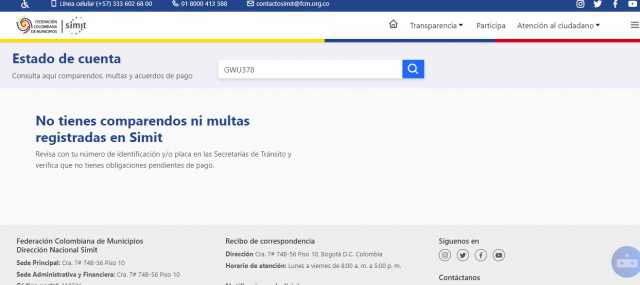 Línea celular (+57) 333 602 68 00
01 8000 413 588
contactosimit@fcm.org.co
FEDERACIÓN COLOMBIANA DE MUNICIPIOS
simit
Transparencia
Participa
Atención al ciudadano
Estado de cuenta
Consulta aquí comparendos, multas y acuerdos de pago
GWU378
No tienes comparendos ni multas
registradas en Simit
Revisa con tu número de identificación y/o placa en las Secretarías de Tránsito y
verifica que no tienes obligaciones pendientes de pago.
Federación Colombiana de Municipios
Dirección Nacional Simit
Sede Principal: Cra. 7# 74B-56 Piso 10
Sede Administrativa y Financiera: Cra. 7# 74B-56 Piso 10
Recibo de correspondencia
Dirección Cra. 7# 74B-56 Piso 10, Bogotá D.C. Colombia
Horario de atención: Lunes a viernes de 8:00 a. m. a 5:00 p. m.
Síguenos en
Contáctanos